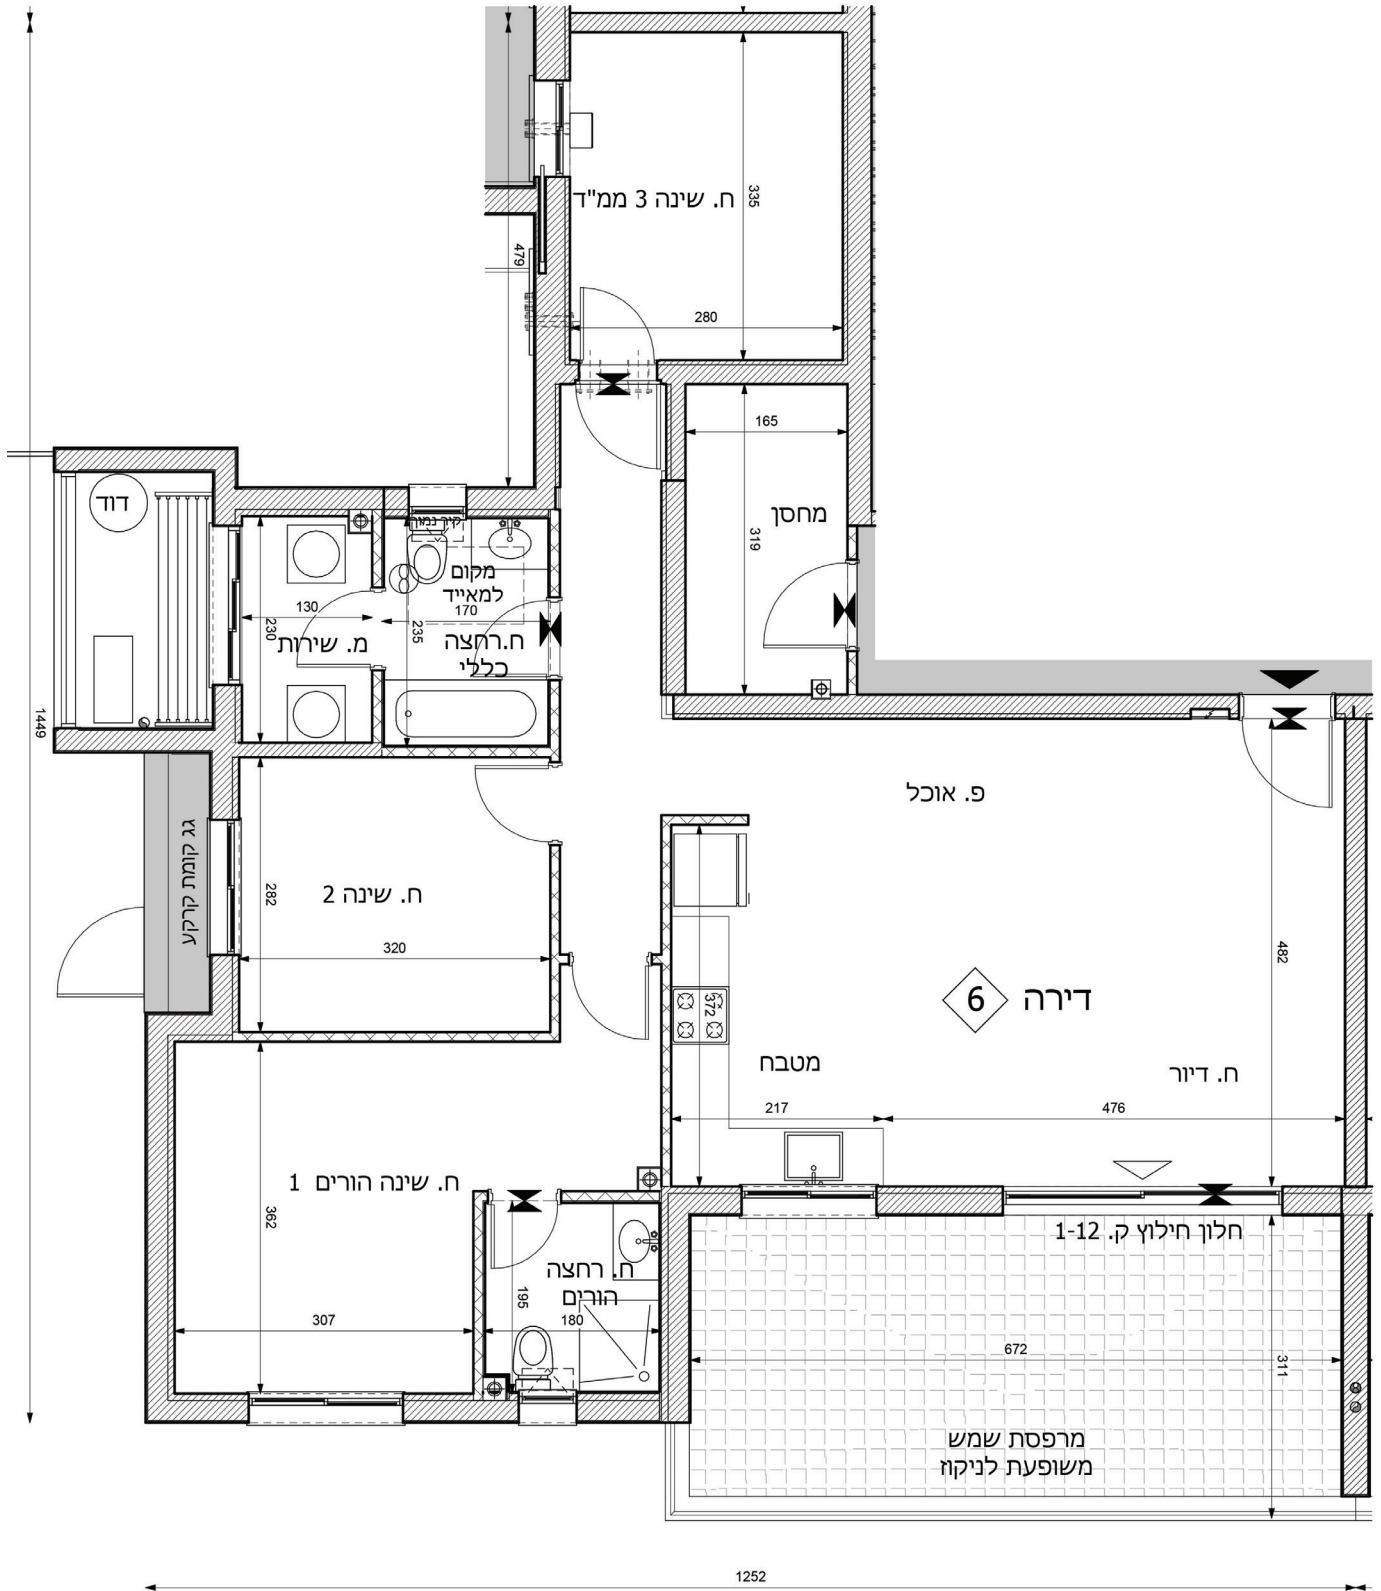 335
ח. שינה 3 ממ"ד
479
280
165
דוד
קיר נמוך
מחסן
319
מקום
למאייד
130
170
230
235
מ. שירות
ח.רחצה
כללי
1449
פ. אוכל
גג קומת קרקע
282
ח. שינה 2
320
482
דירה 6
372
מטבח
ח. דיור
217
476
ח. שינה הורים 1
362
חלון חילוץ ק. 1-12
ח. רחצה
הורים
195
307
180
672
311
מרפסת שמש
משופעת לניקוז
1252